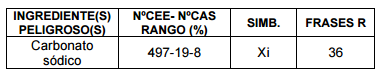 INGREDIENTE(S) PELIGROSO(S) NºCEE- NºCAS RANGO (%) SIMB. FRASES R
Carbonato sódico 497-19-8 Xi 36